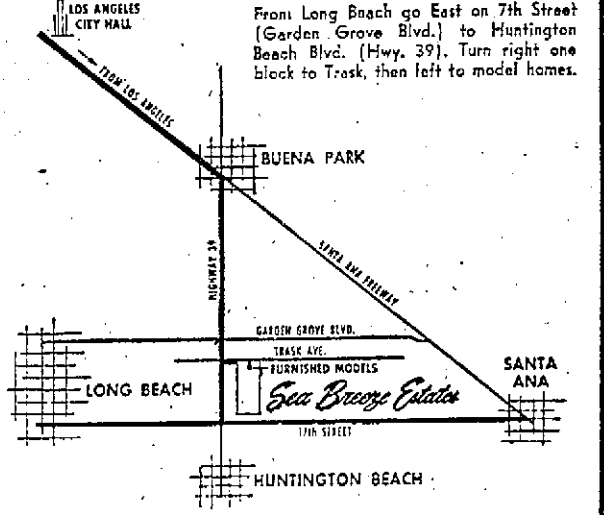 LOS ANGELES
CITY HALL
From Long Beach go East on 7th Street
(Garden Grove Blvd.) to Huntington
Beach Blvd. (Hwy. 39). Turn right one
block to Trask, then left to model homes.
FROM LOS ANGELES
BUENA PARK
HIGHWAY 39
SANTA ANA FREEWAY
GARDEN GROVE BLVD.
TRASK AVE.
FURNISHED MODELS
SANTA
ANA
LONG BEACH
Sea Breeze Estates
17th STREET
HUNTINGTON BEACH